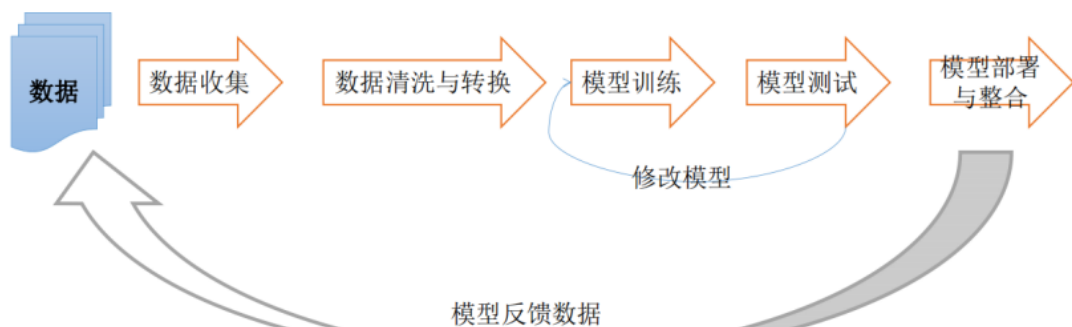 数据
数据收集
数据清洗与转换
模型训练
模型测试
模型部署
与整合
修改模型
模型反馈数据